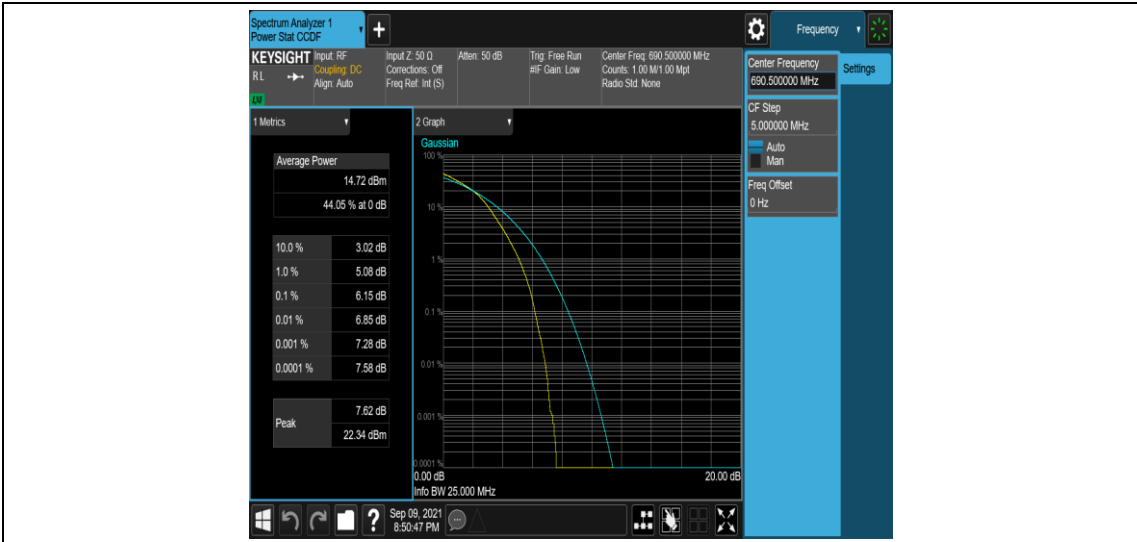 Spectrum Analyzer 1
Power Stat CCDF
+
Frequency
KEYSIGHT
RL
LXI
Input: RF
Coupling: DC
Align: Auto
Input Z: 50 Ω
Corrections: Off
Freq Ref: Int (S)
Atten: 50 dB
Trig: Free Run
#IF Gain: Low
Center Freq: 690.500000 MHz
Counts: 1.00 M/1.00 Mpt
Radio Std: None
Center Frequency
690.500000 MHz
Settings
CF Step
5.000000 MHz
Auto
Man
Freq Offset
0 Hz
1 Metrics
Average Power
14.72 dBm
44.05 % at 0 dB
10.0 % 3.02 dB
1.0 % 5.08 dB
0.1 % 6.15 dB
0.01 % 6.85 dB
0.001 % 7.28 dB
0.0001 % 7.58 dB
Peak
7.62 dB
22.34 dBm
2 Graph
Gaussian
100 %
10 %
1 %
0.1 %
0.01 %
0.001 %
0.0001 %
0.00 dB 20.00 dB
Info BW 25.000 MHz
?
Sep 09, 2021
8:50:47 PM